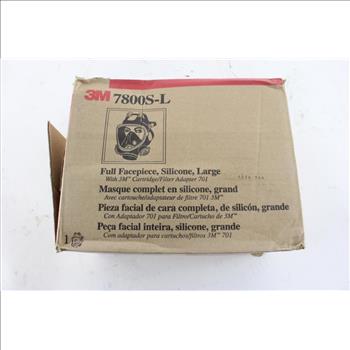 3M 7800S-L
Full Facepiece, Silicone, Large
With 3M™ Cartridge/Filter Adapter 701
Masque complet en silicone, grand
Avec cartouche/adaptateur de filtre 701 3M™
Pieza facial de cara completa, de silicón, grande
Con Adaptador 701 para Filtro/Cartucho de 3M™
Peça facial inteira, silicone, grande
Com adaptador para cartuchos/filtros 3M™ 701
1